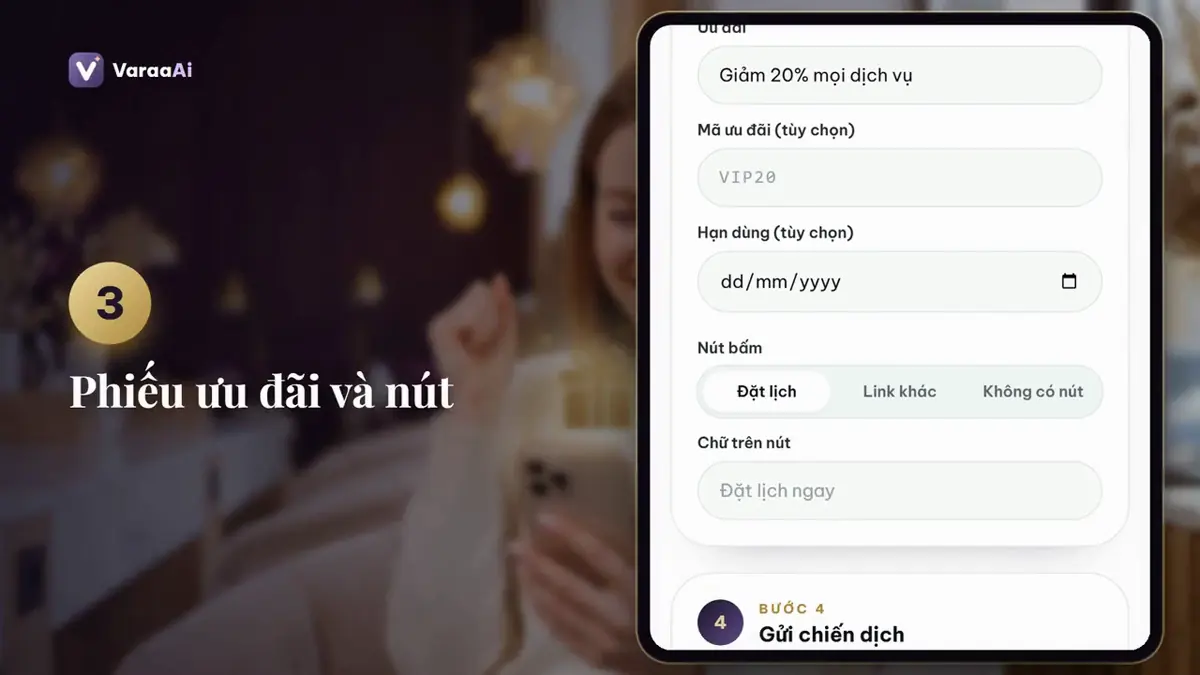 VaraaAi
3
Phiếu ưu đãi và nút
Ưu đãi
Giảm 20% mọi dịch vụ
Mã ưu đãi (tùy chọn)
VIP20
Hạn dùng (tùy chọn)
dd/mm/yyyy
Nút bấm
Đặt lịch
Link khác
Không có nút
Chữ trên nút
Đặt lịch ngay
4
BƯỚC 4
Gửi chiến dịch